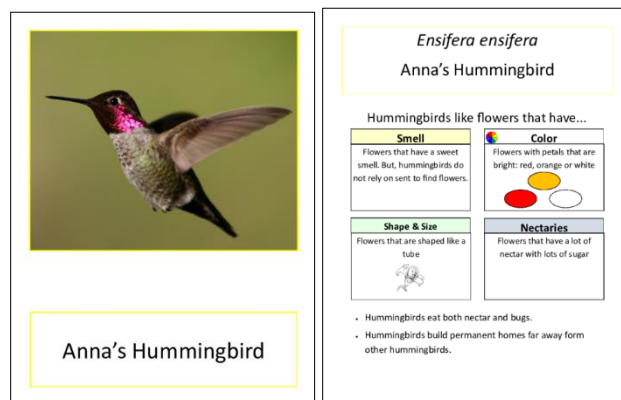 Anna's Hummingbird
Ensifera ensifera
Anna's Hummingbird
Hummingbirds like flowers that have...
Smell
Flowers that have a sweet
smell. But, hummingbirds do
not rely on sent to find flowers.
Color
Flowers with petals that are
bright: red, orange or white
Shape & Size
Flowers that are shaped like a
tube
Nectaries
Flowers that have a lot of
nectar with lots of sugar
• Hummingbirds eat both nectar and bugs.
• Hummingbirds build permanent homes far away form
other hummingbirds.